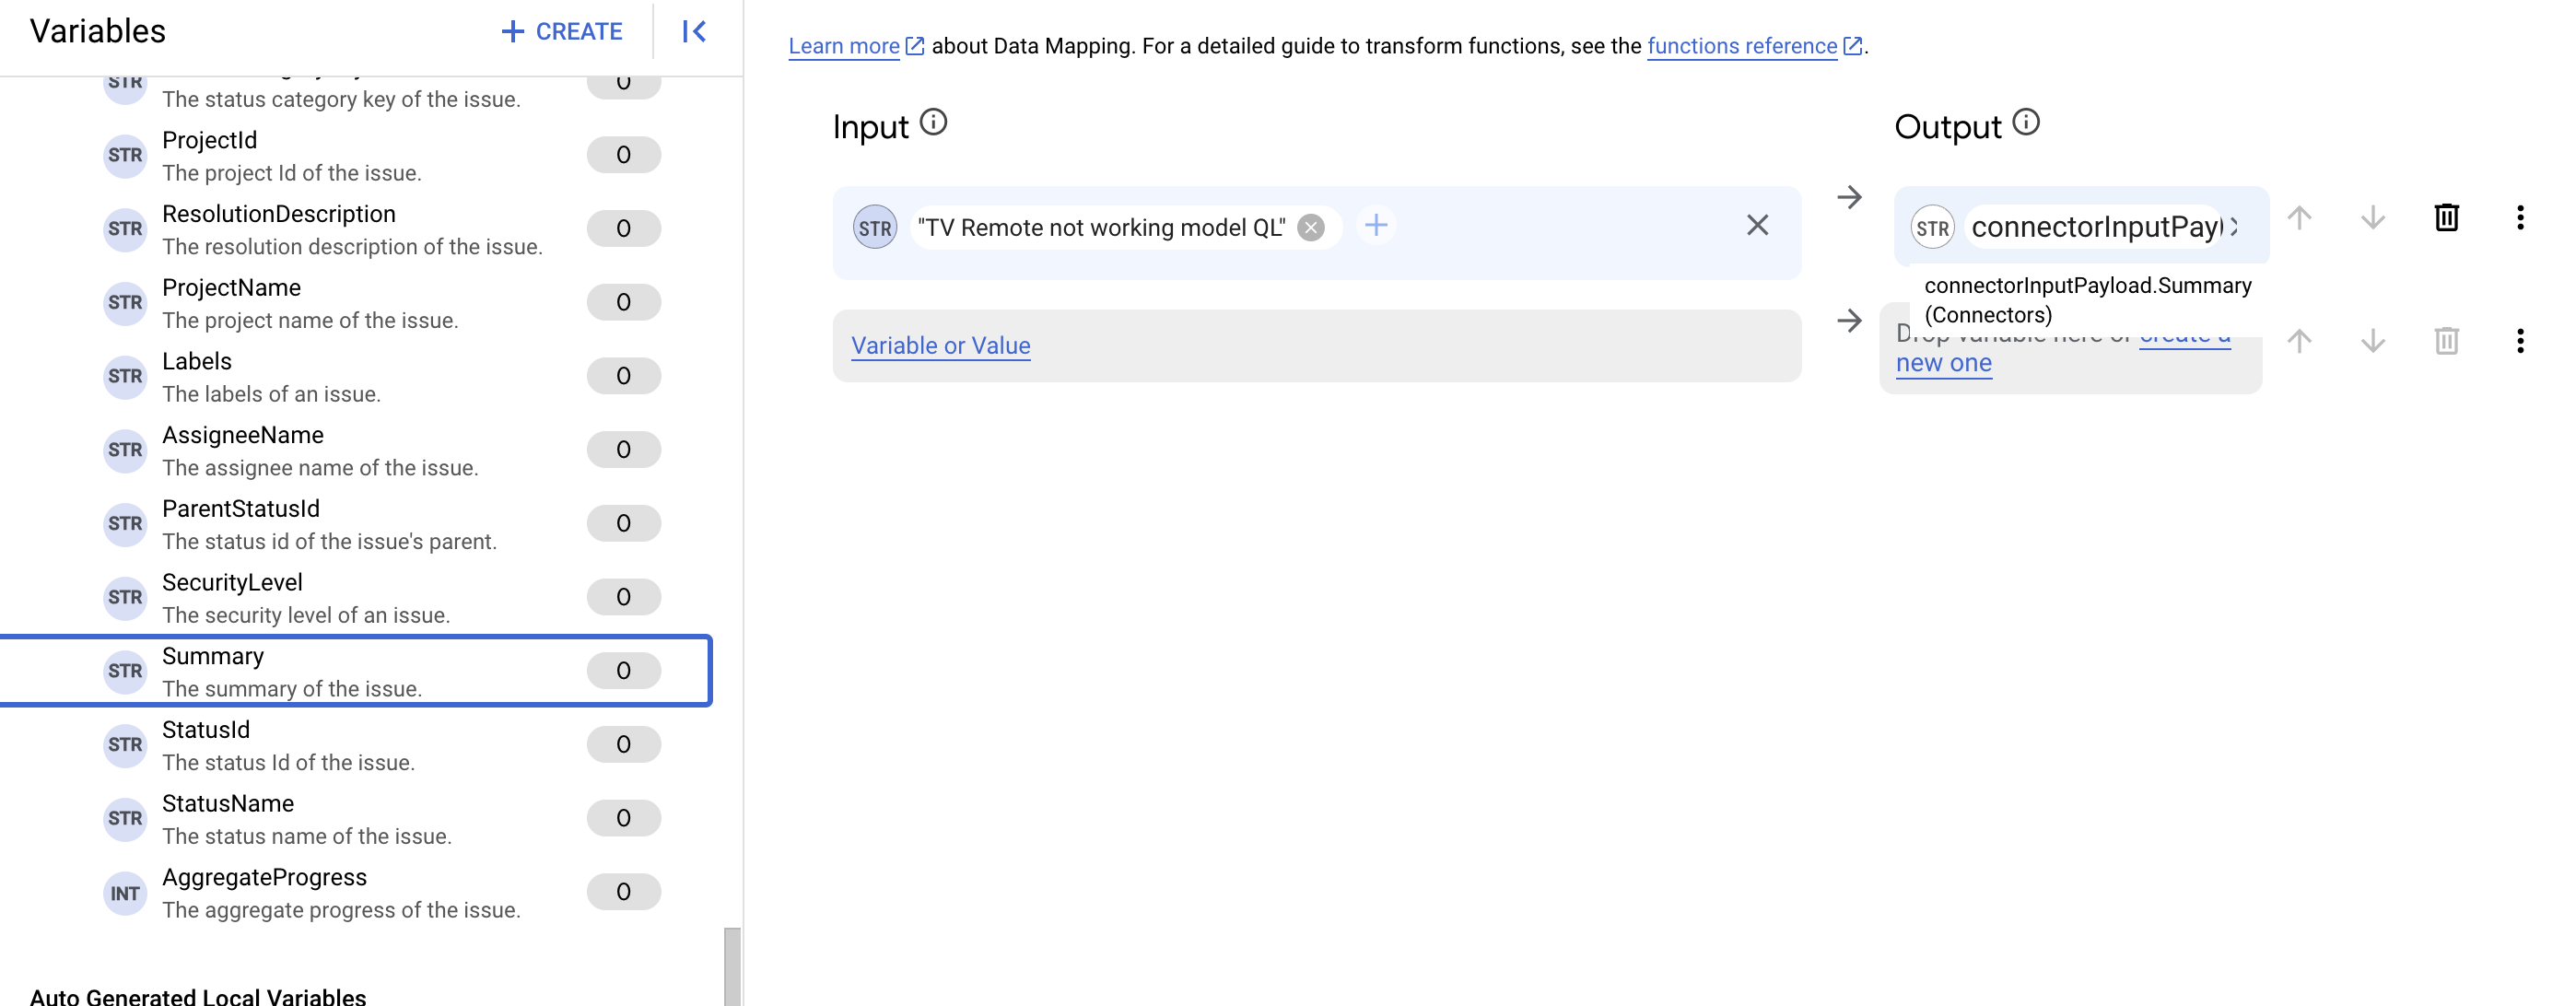 Variables
+ CREATE
Learn more about Data Mapping. For a detailed guide to transform functions, see the functions reference.
STR
The status category key of the issue.
0
STR
ProjectId
The project Id of the issue.
0
STR
ResolutionDescription
The resolution description of the issue.
0
STR
ProjectName
The project name of the issue.
0
STR
Labels
The labels of an issue.
0
STR
AssigneeName
The assignee name of the issue.
0
STR
ParentStatusId
The status id of the issue's parent.
0
STR
SecurityLevel
The security level of an issue.
0
STR
Summary
The summary of the issue.
0
STR
StatusId
The status Id of the issue.
0
STR
StatusName
The status name of the issue.
0
INT
AggregateProgress
The aggregate progress of the issue.
0
Auto Generated Local Variables
Input
Output
STR
"TV Remote not working model QL"
STR
connectorInputPayl
connectorInputPayload.Summary
(Connectors)
Variable or Value
Drop variable here or create a
new one